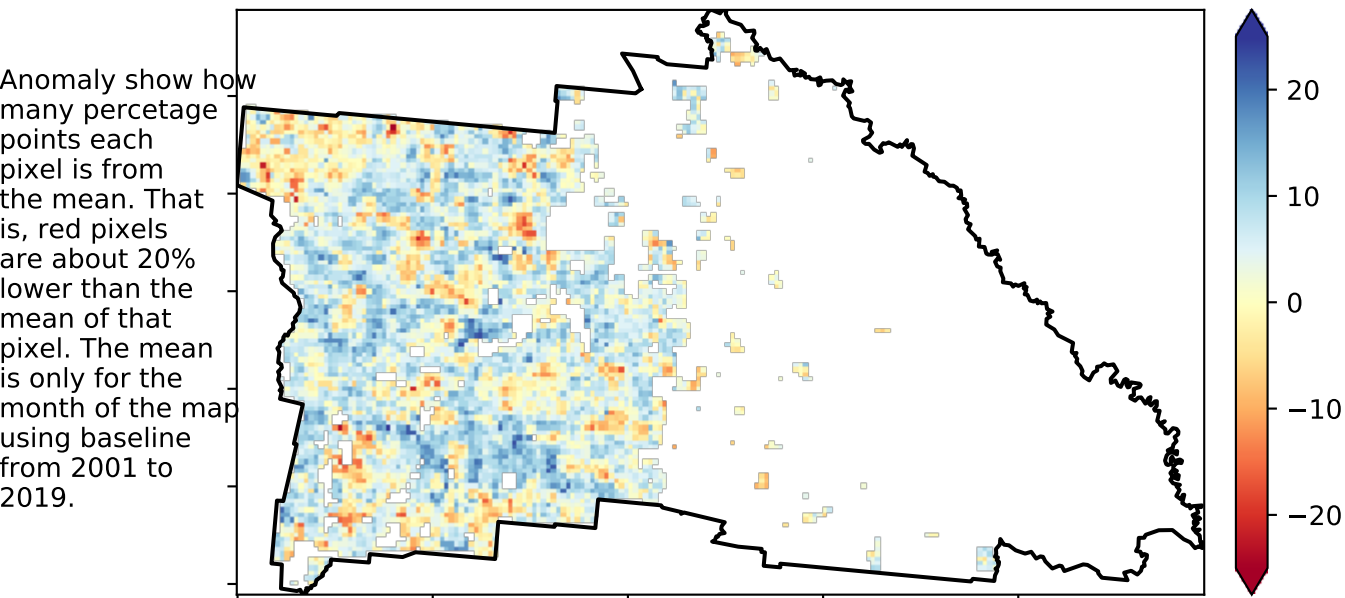 Anomaly show how
many percetage
points each
pixel is from
the mean. That
is, red pixels
are about 20%
lower than the
mean of that
pixel. The mean
is only for the
month of the map
using baseline
from 2001 to
2019.
20
10
0
−10
−20